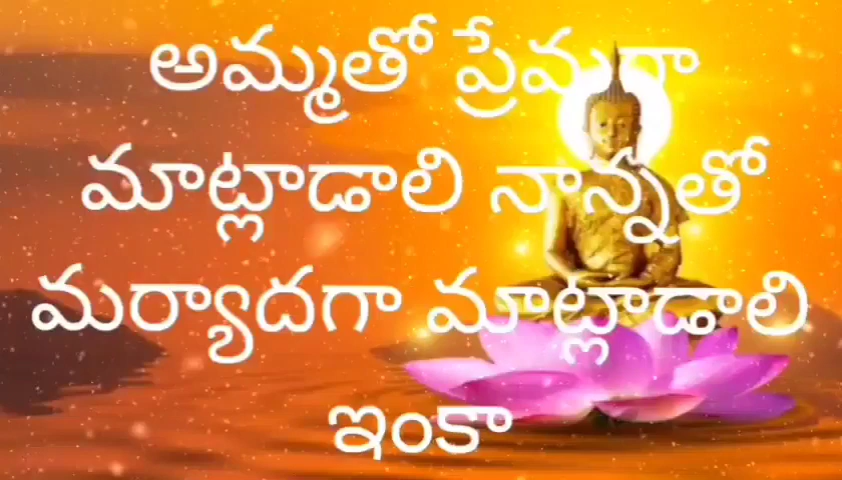 అమ్మతో ప్రేమగా
మాట్లాడాలి నాన్నతో
మర్యాదగా మాట్లాడాలి
ఇంకా